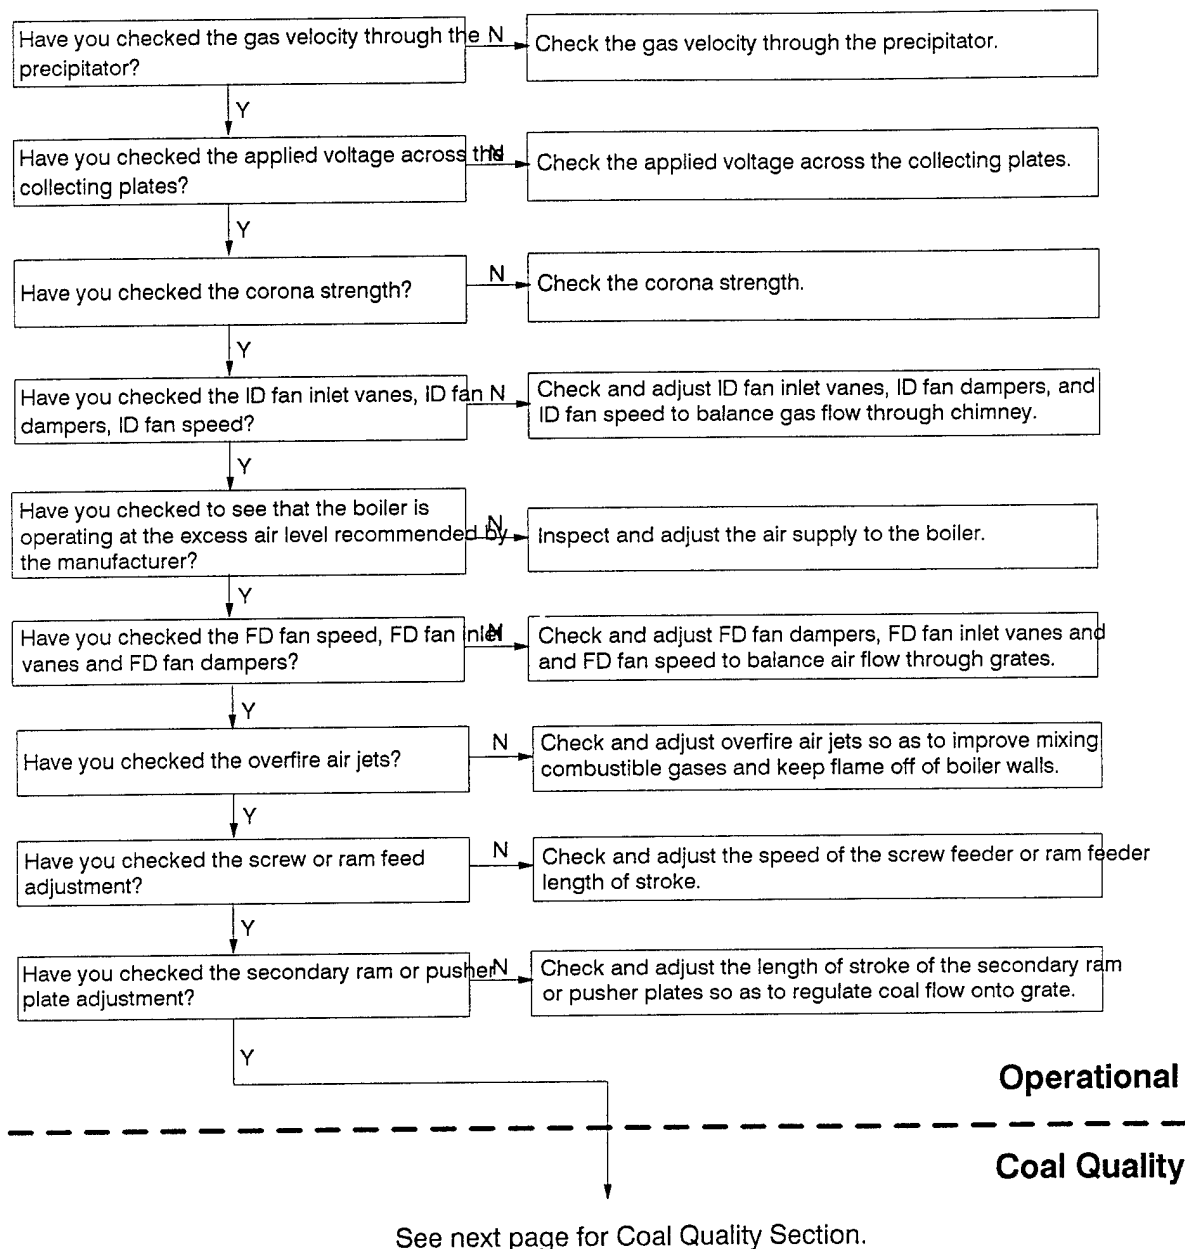 Have you checked the gas velocity through the
precipitator?
N
Check the gas velocity through the precipitator.
Y
Have you checked the applied voltage across the
collecting plates?
N
Check the applied voltage across the collecting plates.
Y
Have you checked the corona strength?
N
Check the corona strength.
Y
Have you checked the ID fan inlet vanes, ID fan
dampers, ID fan speed?
N
Check and adjust ID fan inlet vanes, ID fan dampers, and
ID fan speed to balance gas flow through chimney.
Y
Have you checked to see that the boiler is
operating at the excess air level recommended by
the manufacturer?
N
Inspect and adjust the air supply to the boiler.
Y
Have you checked the FD fan speed, FD fan inlet
vanes and FD fan dampers?
N
Check and adjust FD fan dampers, FD fan inlet vanes and
and FD fan speed to balance air flow through grates.
Y
Have you checked the overfire air jets?
N
Check and adjust overfire air jets so as to improve mixing
combustible gases and keep flame off of boiler walls.
Y
Have you checked the screw or ram feed
adjustment?
N
Check and adjust the speed of the screw feeder or ram feeder
length of stroke.
Y
Have you checked the secondary ram or pusher
plate adjustment?
N
Check and adjust the length of stroke of the secondary ram
or pusher plates so as to regulate coal flow onto grate.
Y
Operational
Coal Quality
See next page for Coal Quality Section.